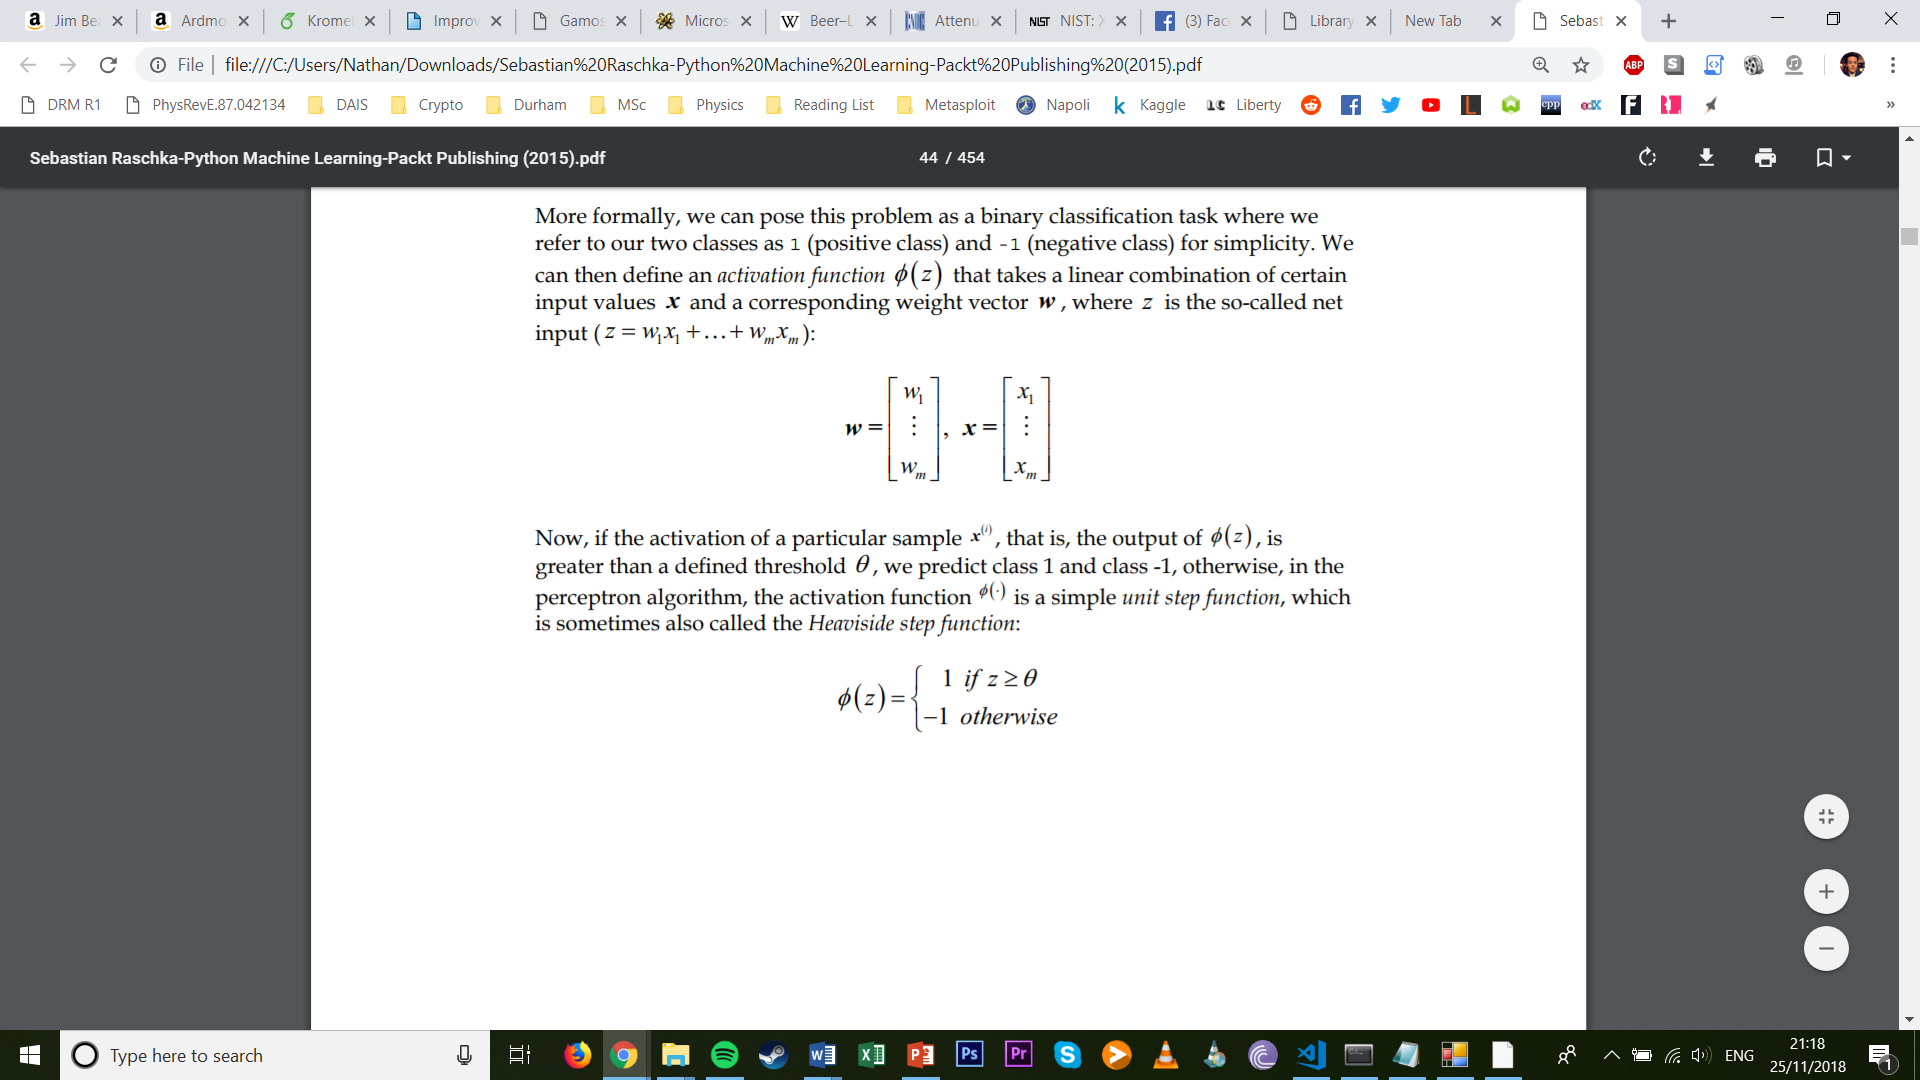 Jim Be
Ardmo
Kromel
Improv
Gamos
Micros
W Beer–L
Attenu
NIST NIST: X
(3) Fac
Library
New Tab
Sebast
File
file:///C:/Users/Nathan/Downloads/Sebastian%20Raschka-Python%20Machine%20Learning-Packt%20Publishing%20(2015).pdf
ABP
DRM R1
PhysRevE.87.042134
DAIS
Crypto
Durham
MSc
Physics
Reading List
Metasploit
Napoli
k Kaggle
LC Liberty
cpp
edX
»
Sebastian Raschka-Python Machine Learning-Packt Publishing (2015).pdf
44 / 454
More formally, we can pose this problem as a binary classification task where we
refer to our two classes as 1 (positive class) and -1 (negative class) for simplicity. We
can then define an activation function ϕ(z) that takes a linear combination of certain
input values x and a corresponding weight vector w, where z is the so-called net
input (z = w₁x₁ + … + wₘxₘ):
w = [w₁ ⋮ wₘ], x = [x₁ ⋮ xₘ]
Now, if the activation of a particular sample x⁽ⁱ⁾, that is, the output of ϕ(z), is
greater than a defined threshold θ, we predict class 1 and class -1, otherwise, in the
perceptron algorithm, the activation function ϕ(·) is a simple unit step function, which
is sometimes also called the Heaviside step function:
ϕ(z) = { 1 if z ≥ θ
−1 otherwise
Type here to search
Ps
Pr
ENG
21:18
25/11/2018
1